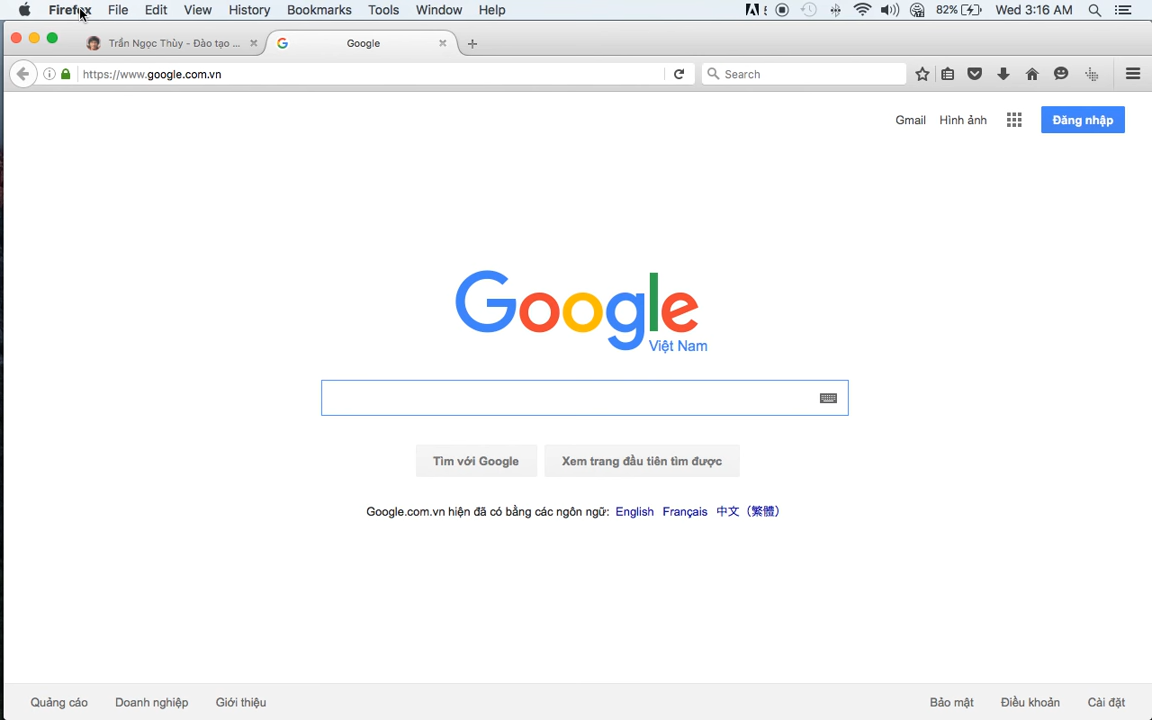 Firefox File Edit View History Bookmarks Tools Window Help 82% Wed 3:16 AM
Trần Ngọc Thùy - Đào tạo ... Google
https://www.google.com.vn Search
Gmail Hình ảnh Đăng nhập
Google
Việt Nam
Tìm với Google Xem trang đầu tiên tìm được
Google.com.vn hiện đã có bằng các ngôn ngữ: English Français 中文（繁體）
Quảng cáo Doanh nghiệp Giới thiệu Bảo mật Điều khoản Cài đặt